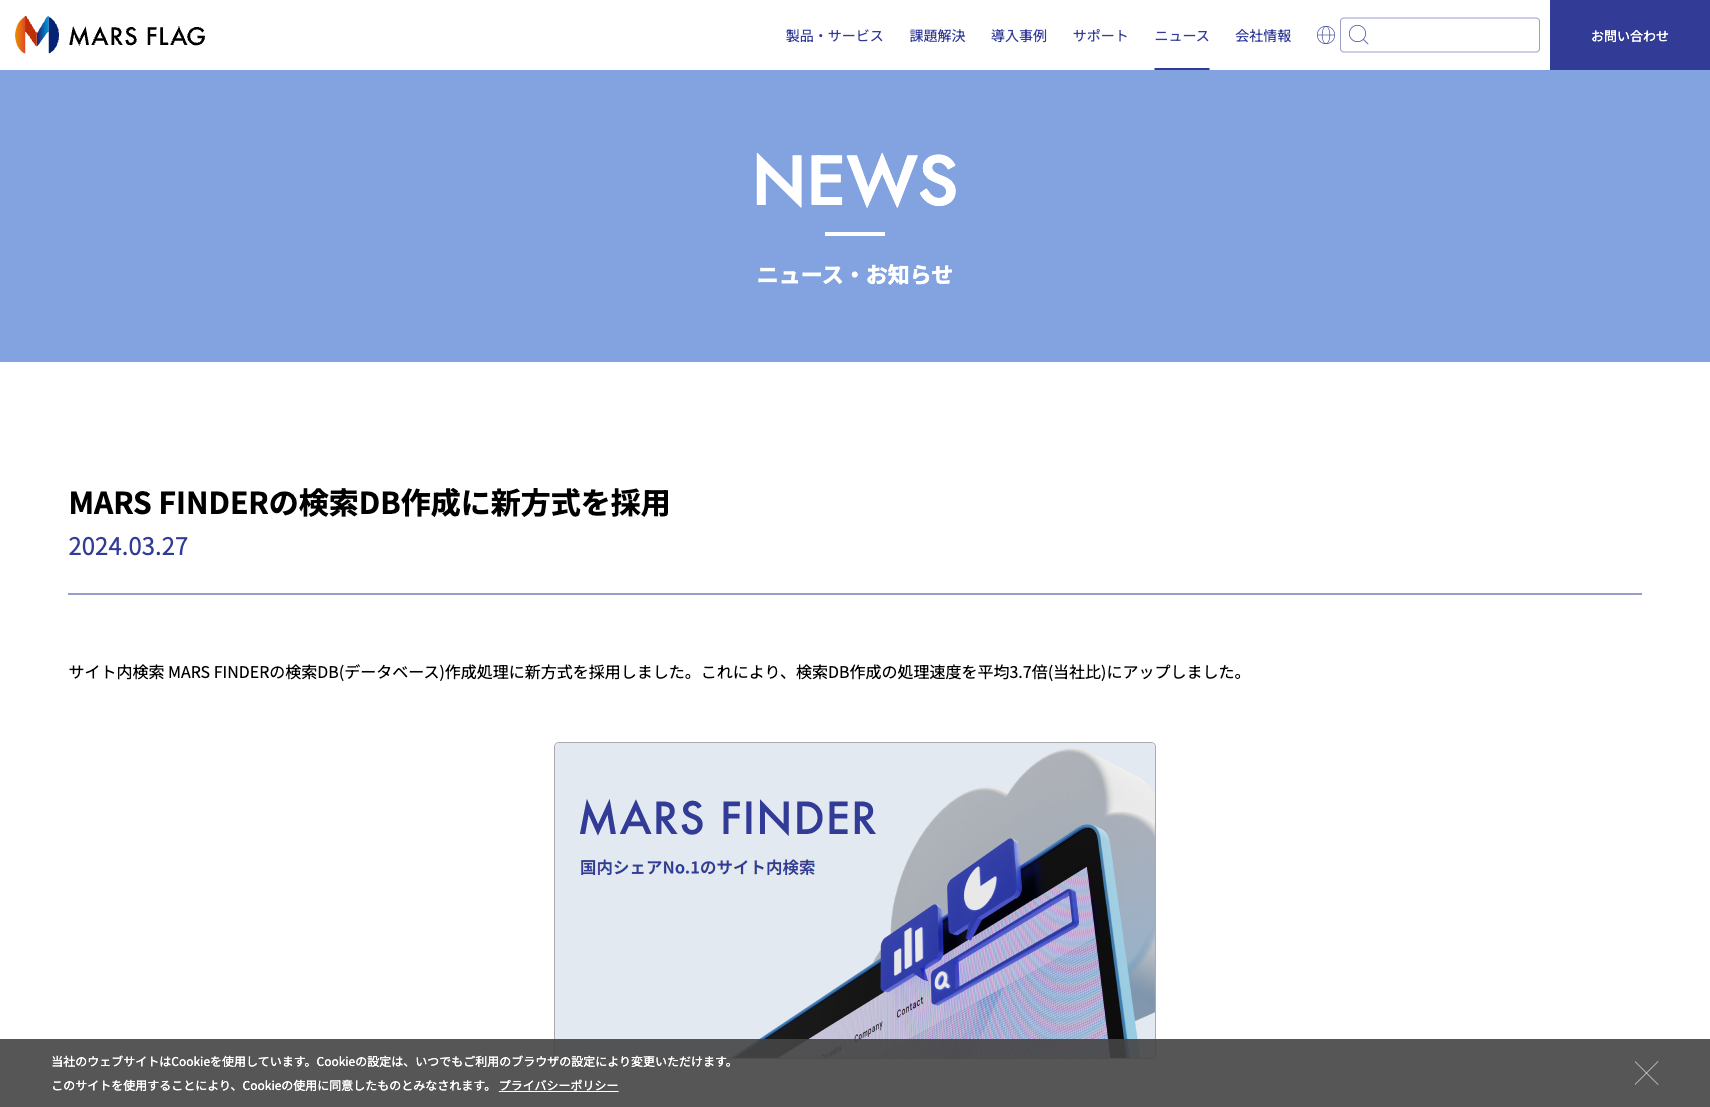 MARS FLAG
製品・サービス 課題解決 導入事例 サポート ニュース 会社情報 お問い合わせ
NEWS
ニュース・お知らせ
MARS FINDERの検索DB作成に新方式を採用
2024.03.27
サイト内検索 MARS FINDERの検索DB(データベース)作成処理に新方式を採用しました。これにより、検索DB作成の処理速度を平均3.7倍(当社比)にアップしました。
MARS FINDER
国内シェアNo.1のサイト内検索
Contact
Company
当社のウェブサイトはCookieを使用しています。Cookieの設定は、いつでもご利用のブラウザの設定により変更いただけます。
このサイトを使用することにより、Cookieの使用に同意したものとみなされます。 プライバシーポリシー